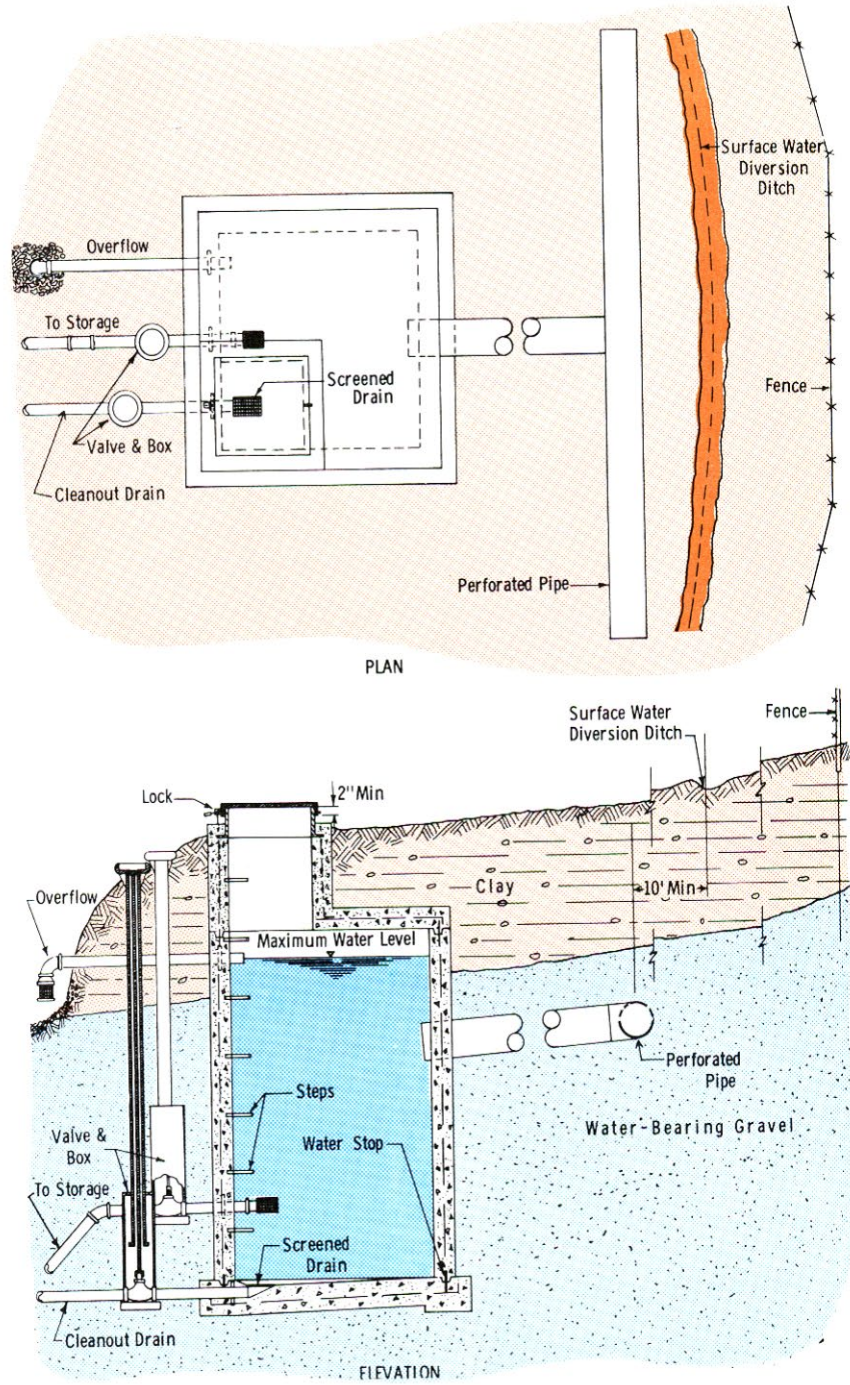 Surface Water
Diversion
Ditch
Overflow
To Storage
Screened
Drain
Fence
Valve & Box
Cleanout Drain
Perforated Pipe
PLAN
Surface Water
Diversion Ditch
Fence
Lock
2" Min
Overflow
Clay
10' Min
Maximum Water Level
Perforated
Pipe
Steps
Water-Bearing Gravel
Valve &
Box
Water Stop
To Storage
Screened
Drain
Cleanout Drain
ELEVATION